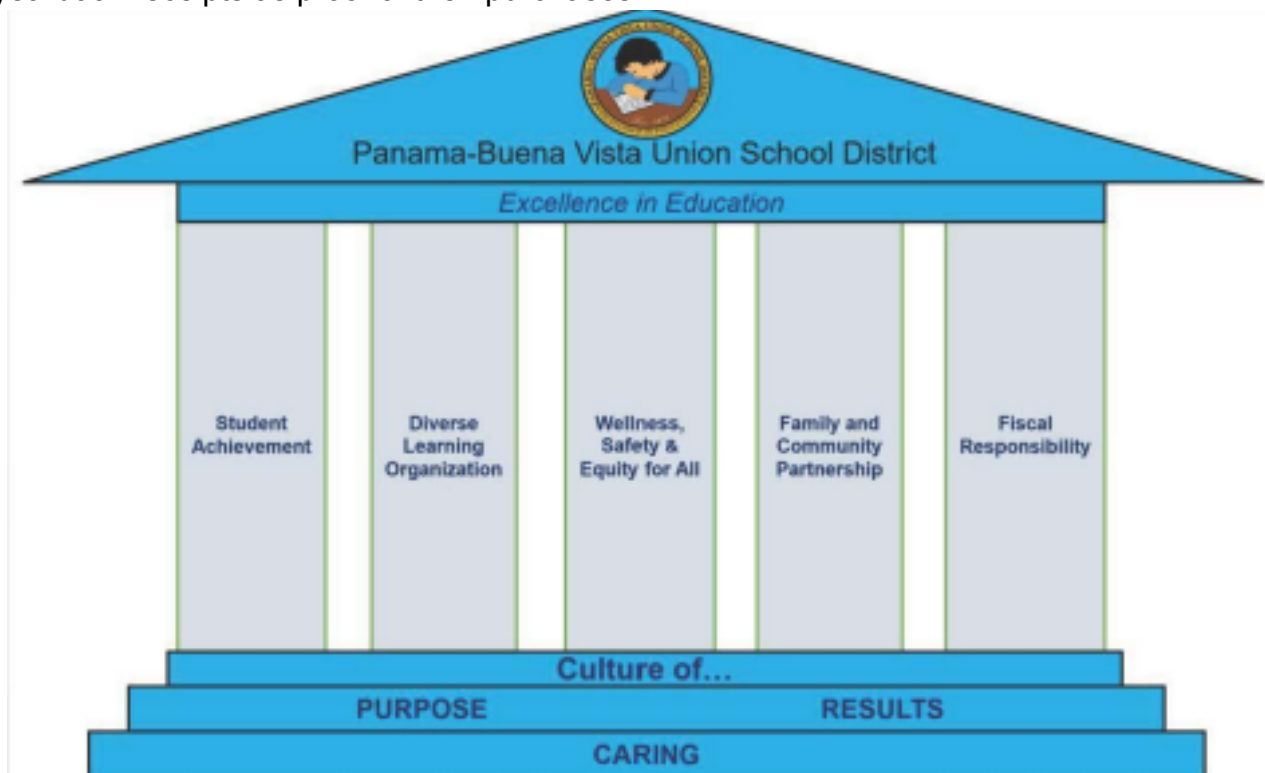 Panama-Buena Vista Union School District
Excellence in Education
Student
Achievement
Diverse
Learning
Organization
Wellness,
Safety &
Equity for All
Family and
Community
Partnership
Fiscal
Responsibility
Culture of...
PURPOSE RESULTS
CARING